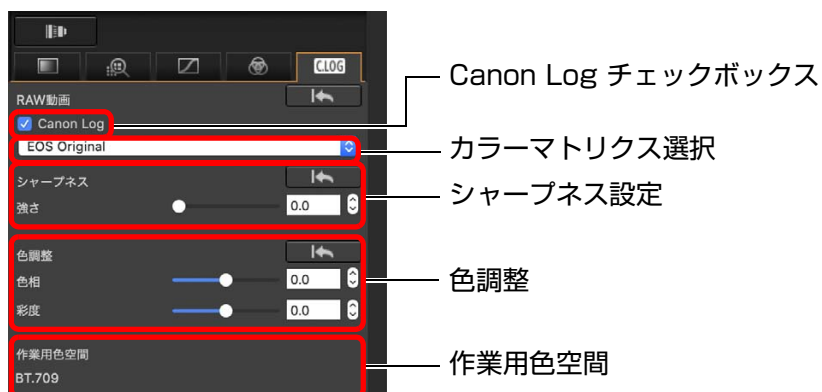 C.LOG
RAW動画
Canon Log
EOS Original
シャープネス
強さ
0.0
色調整
色相
0.0
彩度
0.0
作業用色空間
BT.709
Canon Log チェックボックス
カラーマトリクス選択
シャープネス設定
色調整
作業用色空間